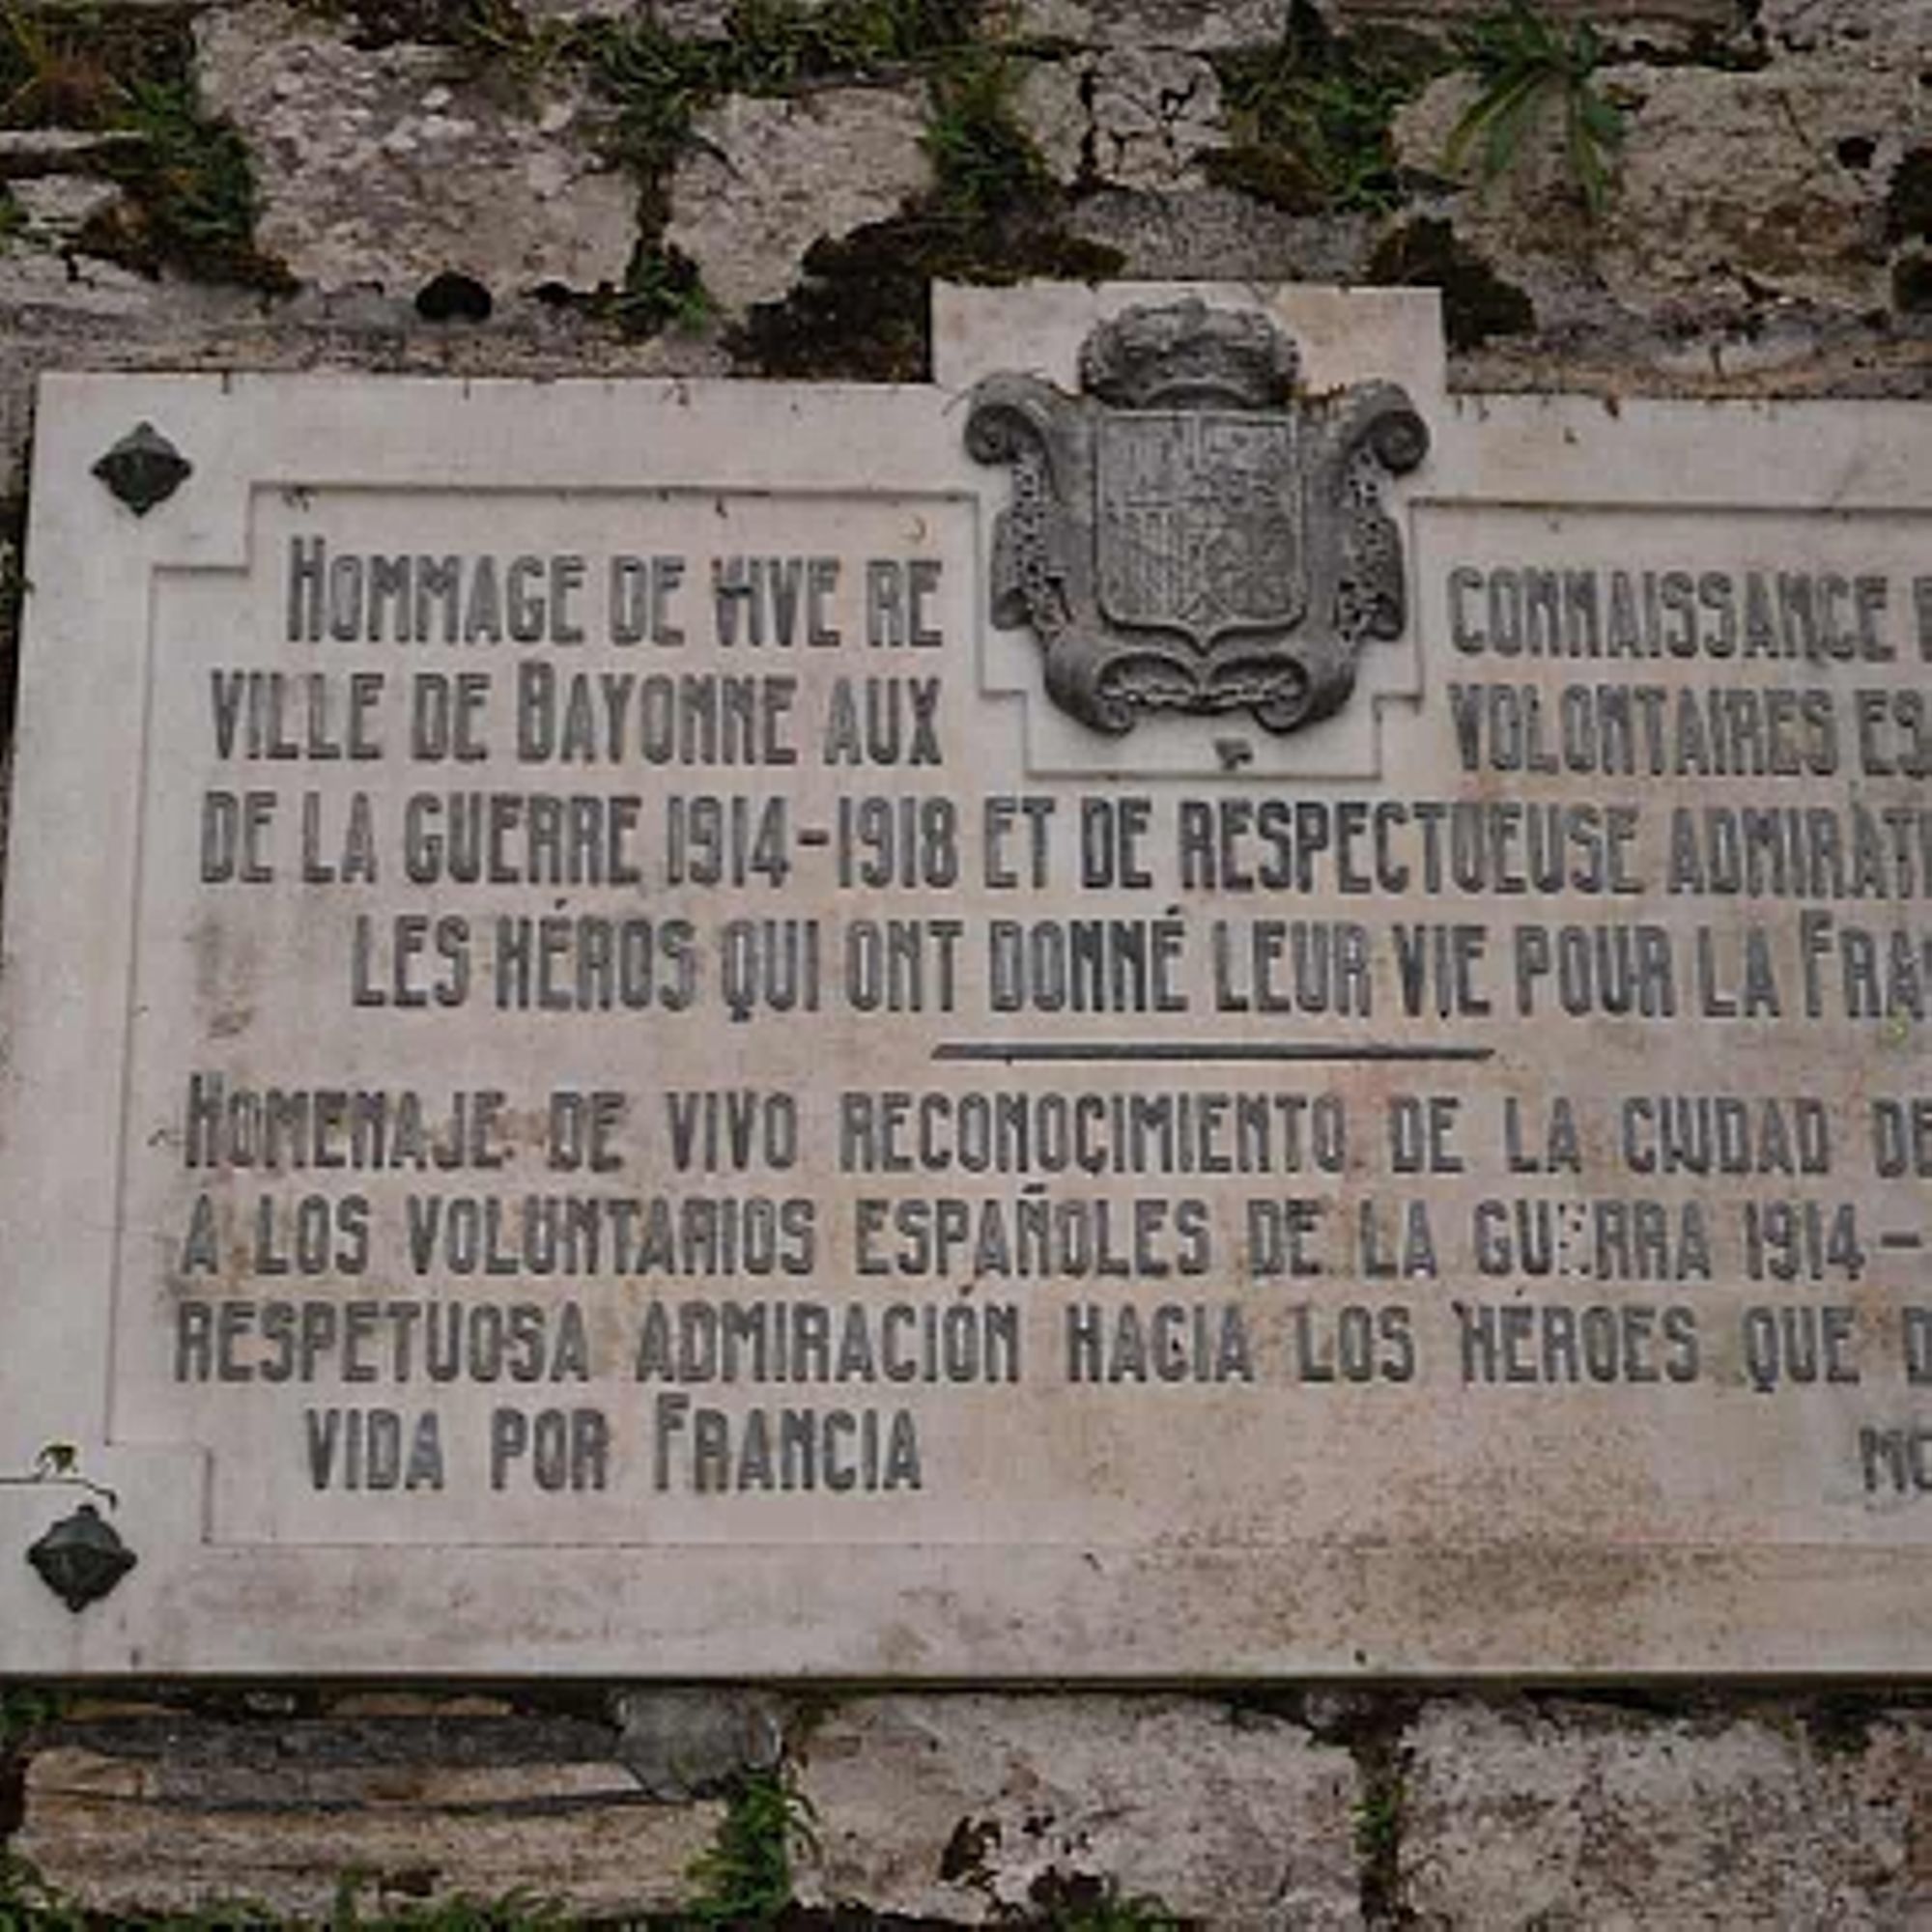 Hommage de vive re connaissance
ville de Bayonne aux volontaires
de la guerre 1914-1918 et de respectueuse
les héros qui ont donné leur vie pour la
Homenaje de vivo reconocimiento de la ciudad
a los voluntarios españoles de la guerra 1914-
respetuosa admiración hacia los héroes que
vida por Francia